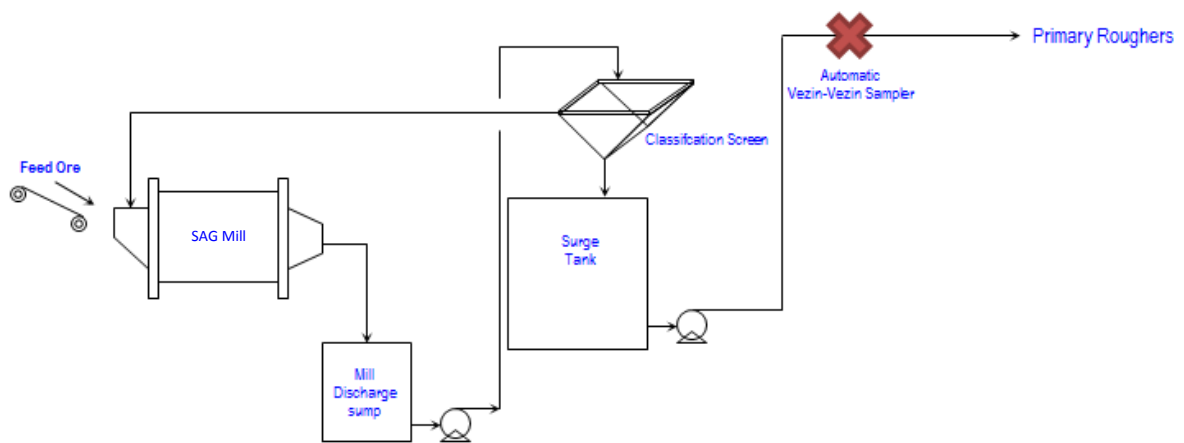 Primary Roughers
Automatic
Vezin-Vezin Sampler
Classifcation Screen
Feed Ore
SAG Mill
Surge
Tank
Mill
Discharge
sump